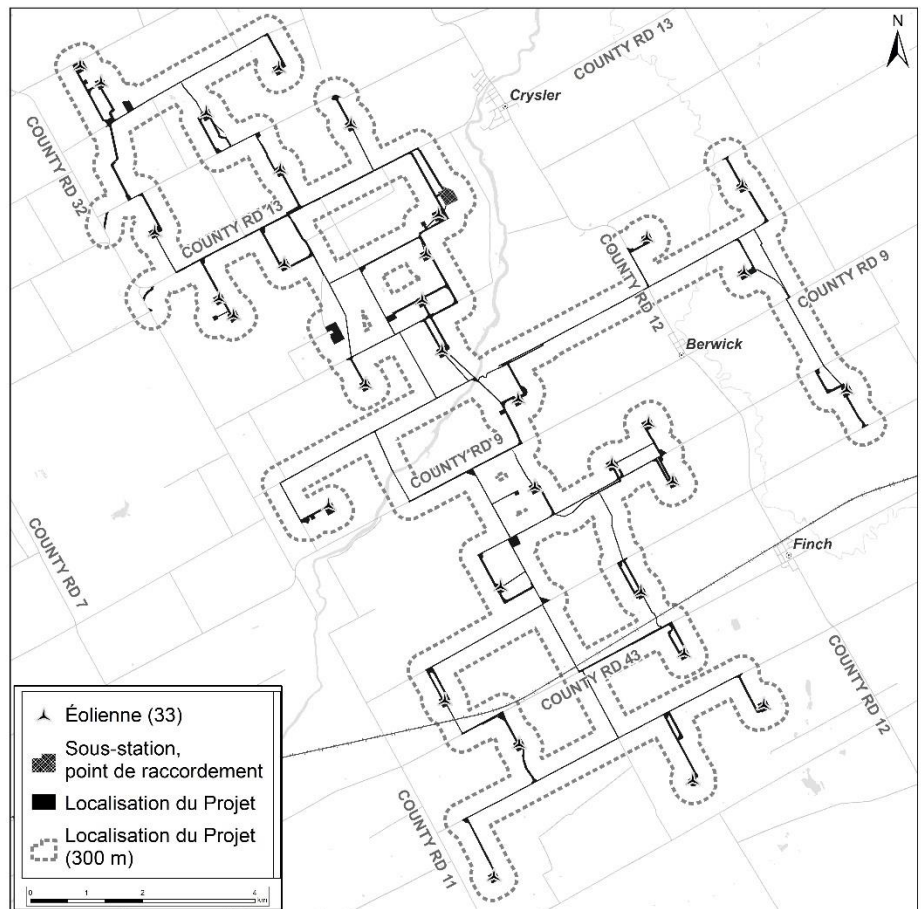 N
COUNTY RD 13
Crysler
COUNTY RD 32
COUNTY RD 13
COUNTY RD 12
COUNTY RD 9
Berwick
COUNTY RD 9
COUNTY RD 7
Finch
COUNTY RD 43
COUNTY RD 12
COUNTY RD 11
Éolienne (33)
Sous-station,
point de raccordement
Localisation du Projet
Localisation du Projet
(300 m)
0 1 2 4